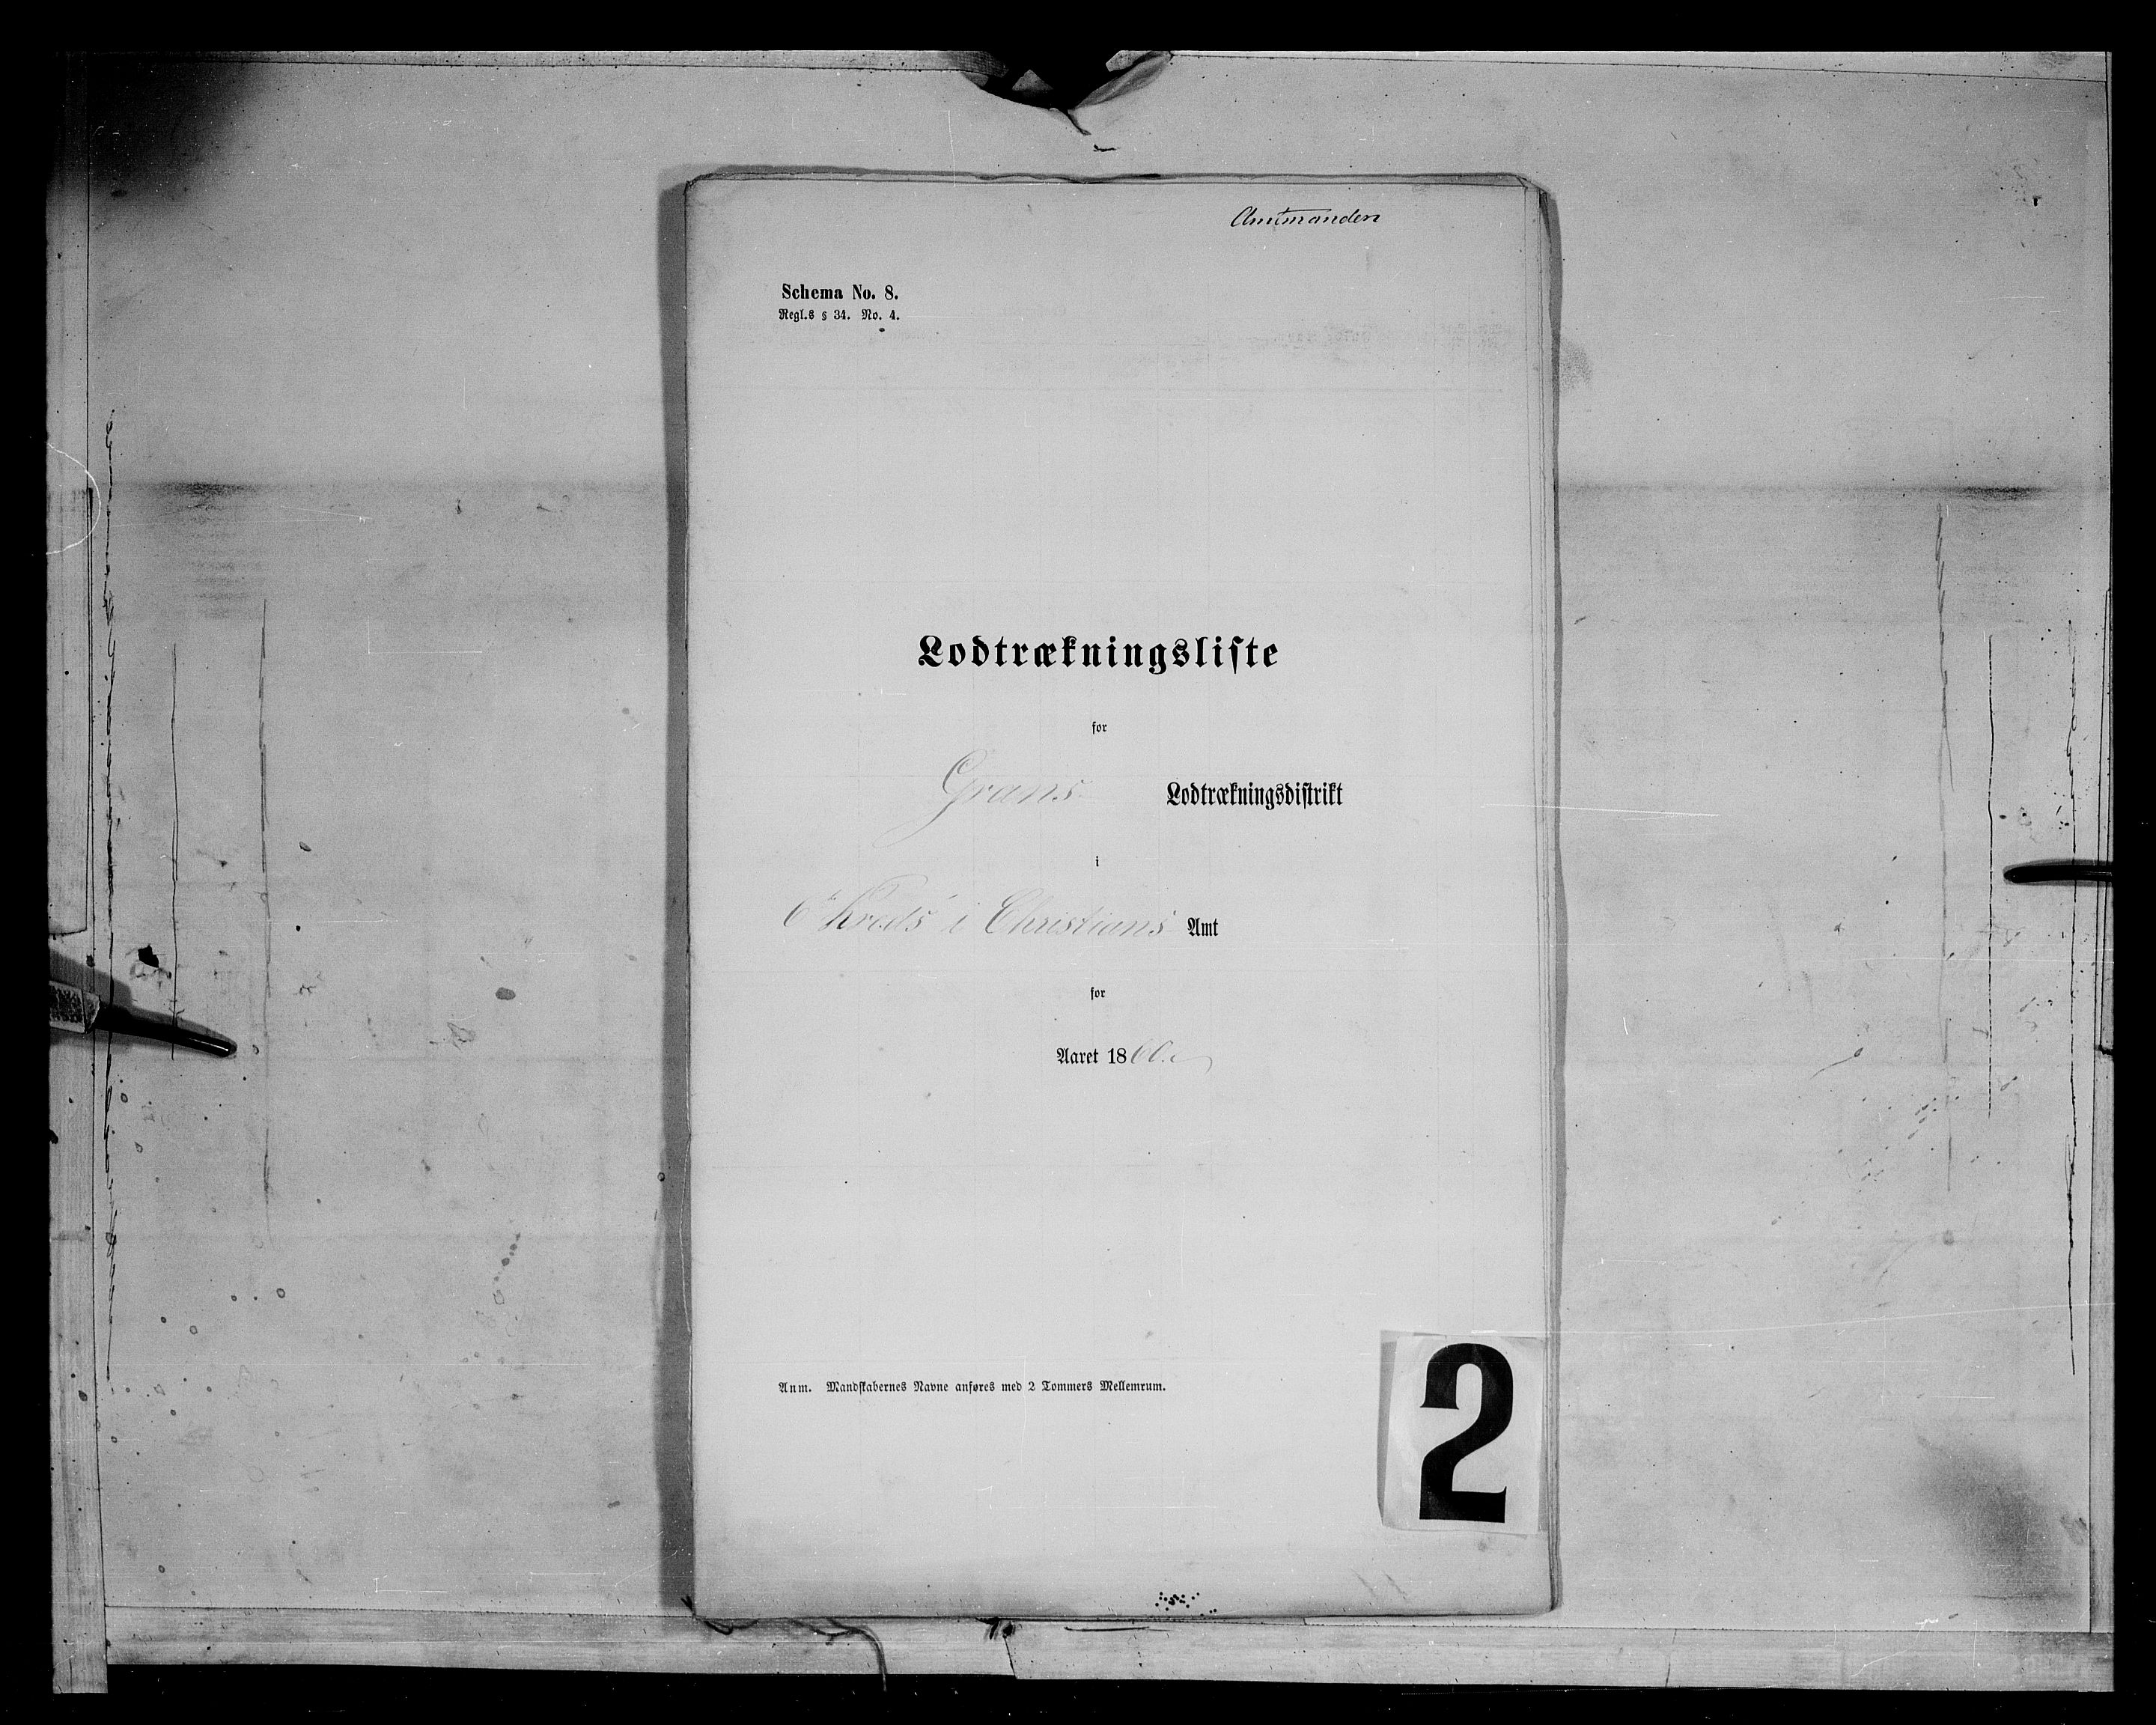 Amtmanden
Schema No. 8.
Regl.s § 34. No. 4.
Lodtrækningsliste
for
Grans Lodtrækningsdistrikt
i
6te Kreds i Christians Amt
for
Aaret 1866.
Anm. Mandskabernes Navne anføres med 2 Tommers Mellemrum.
2